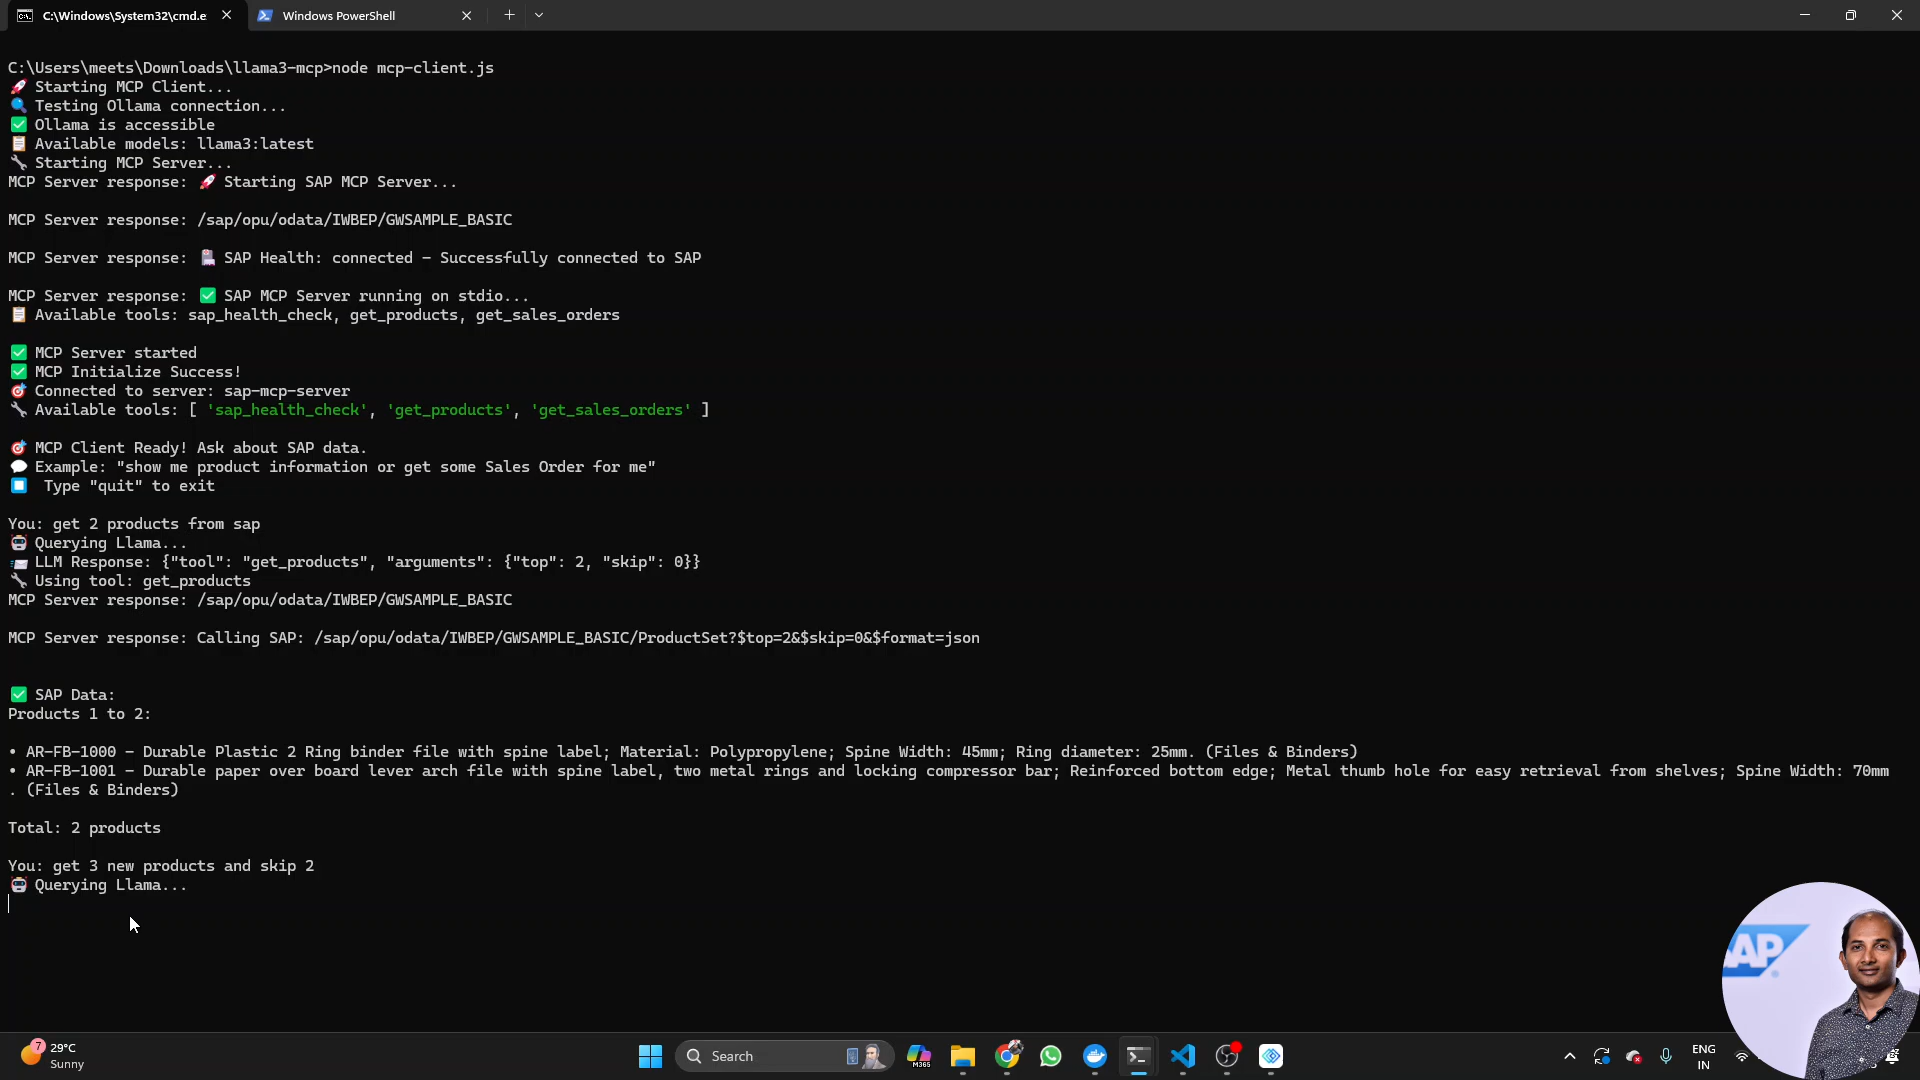 C:\Windows\System32\cmd.e
Windows PowerShell
C:\Users\meets\Downloads\llama3-mcp>node mcp-client.js
🚀 Starting MCP Client...
🔍 Testing Ollama connection...
✅ Ollama is accessible
📋 Available models: llama3:latest
🔧 Starting MCP Server...
MCP Server response: 🚀 Starting SAP MCP Server...
MCP Server response: /sap/opu/odata/IWBEP/GWSAMPLE_BASIC
MCP Server response: 🏥 SAP Health: connected - Successfully connected to SAP
MCP Server response: ✅ SAP MCP Server running on stdio...
📋 Available tools: sap_health_check, get_products, get_sales_orders
✅ MCP Server started
✅ MCP Initialize Success!
🎯 Connected to server: sap-mcp-server
🔧 Available tools: [ 'sap_health_check', 'get_products', 'get_sales_orders' ]
🎯 MCP Client Ready! Ask about SAP data.
💬 Example: "show me product information or get some Sales Order for me"
⏹ Type "quit" to exit
You: get 2 products from sap
🤖 Querying Llama...
📨 LLM Response: {"tool": "get_products", "arguments": {"top": 2, "skip": 0}}
🔧 Using tool: get_products
MCP Server response: /sap/opu/odata/IWBEP/GWSAMPLE_BASIC
MCP Server response: Calling SAP: /sap/opu/odata/IWBEP/GWSAMPLE_BASIC/ProductSet?$top=2&$skip=0&$format=json
✅ SAP Data:
Products 1 to 2:
• AR-FB-1000 - Durable Plastic 2 Ring binder file with spine label; Material: Polypropylene; Spine Width: 45mm; Ring diameter: 25mm. (Files & Binders)
• AR-FB-1001 - Durable paper over board lever arch file with spine label, two metal rings and locking compressor bar; Reinforced bottom edge; Metal thumb hole for easy retrieval from shelves; Spine Width: 70mm
. (Files & Binders)
Total: 2 products
You: get 3 new products and skip 2
🤖 Querying Llama...
SAP
7
29°C
Sunny
Search
M365
ENG
IN